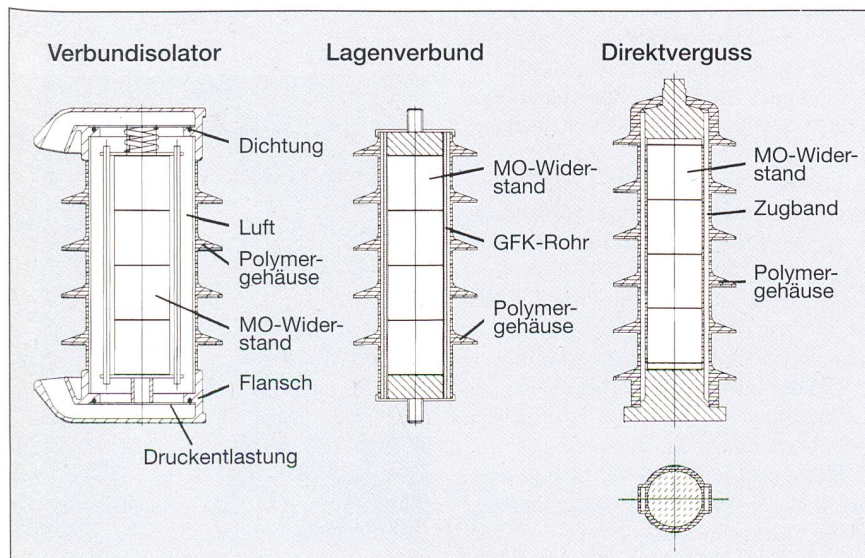 Verbundisolator
Dichtung
Luft
Polymer-
gehäuse
MO-Wider-
stand
Flansch
Druckentlastung
Lagenverbund
MO-Wider-
stand
GFK-Rohr
Polymer-
gehäuse
Direktverguss
MO-Wider-
stand
Zugband
Polymer-
gehäuse